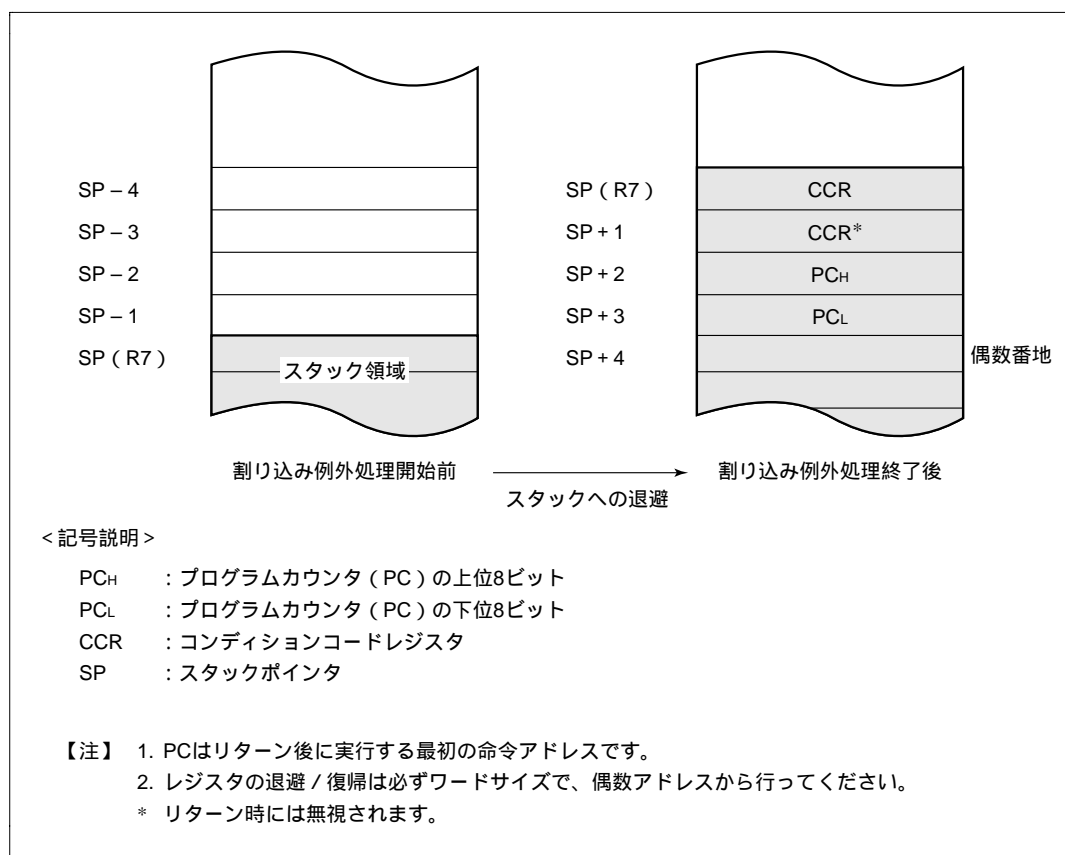 SP – 4
SP – 3
SP – 2
SP – 1
SP ( R7 )
スタック領域
SP ( R7 )
SP + 1
SP + 2
SP + 3
SP + 4
CCR
CCR*
PCH
PCL
偶数番地
割り込み例外処理開始前
スタックへの退避
割り込み例外処理終了後
<記号説明>
PCH :プログラムカウンタ(PC)の上位8ビット
PCL :プログラムカウンタ(PC)の下位8ビット
CCR :コンディションコードレジスタ
SP :スタックポインタ
【注】 1. PCはリターン後に実行する最初の命令アドレスです。
2. レジスタの退避/復帰は必ずワードサイズで、偶数アドレスから行ってください。
* リターン時には無視されます。